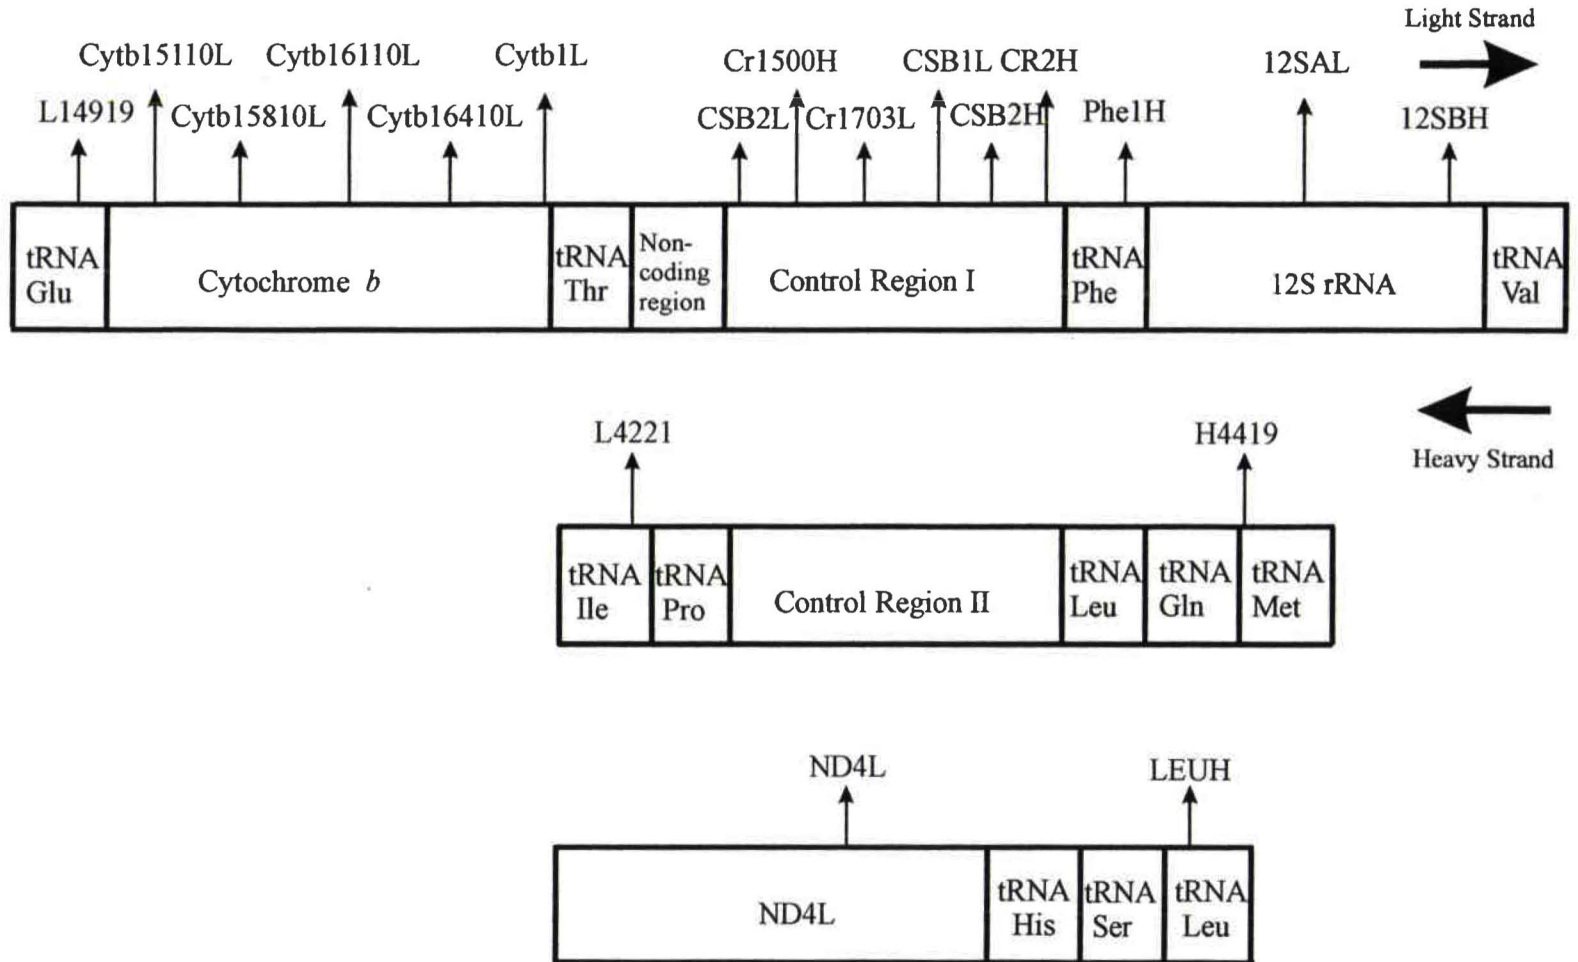 Light Strand
Cytb15110L Cytb16110L Cytb1L Cr1500H CSB1L CR2H 12SAL
L14919 Cytb15810L Cytb16410L CSB2L Cr1703L CSB2H Phe1H 12SBH
tRNA Glu
Cytochrome b
tRNA Thr
Non-
coding
region
Control Region I
tRNA Phe
12S rRNA
tRNA Val
Heavy Strand
L4221 H4419
tRNA Ile
tRNA Pro
Control Region II
tRNA Leu
tRNA Gln
tRNA Met
ND4L LEUH
ND4L
tRNA His
tRNA Ser
tRNA Leu